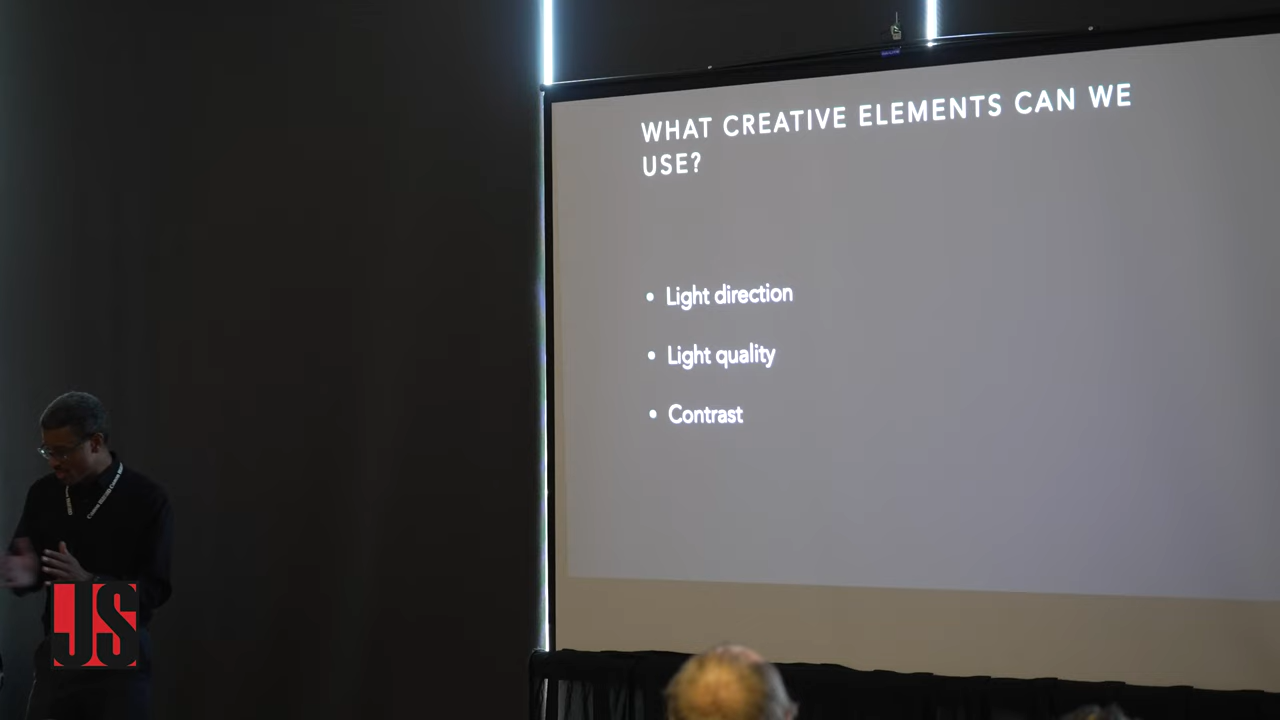 WHAT CREATIVE ELEMENTS CAN WE
USE?
• Light direction
• Light quality
• Contrast
JS